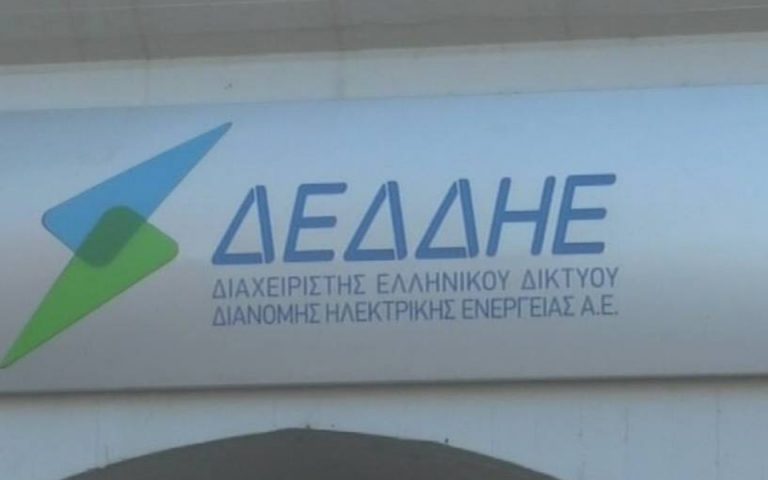 ΔΕΔΔΗΕ
ΔΙΑΧΕΙΡΙΣΤΗΣ ΕΛΛΗΝΙΚΟΥ ΔΙΚΤΥΟΥ
ΔΙΑΝΟΜΗΣ ΗΛΕΚΤΡΙΚΗΣ ΕΝΕΡΓΕΙΑΣ Α.Ε.